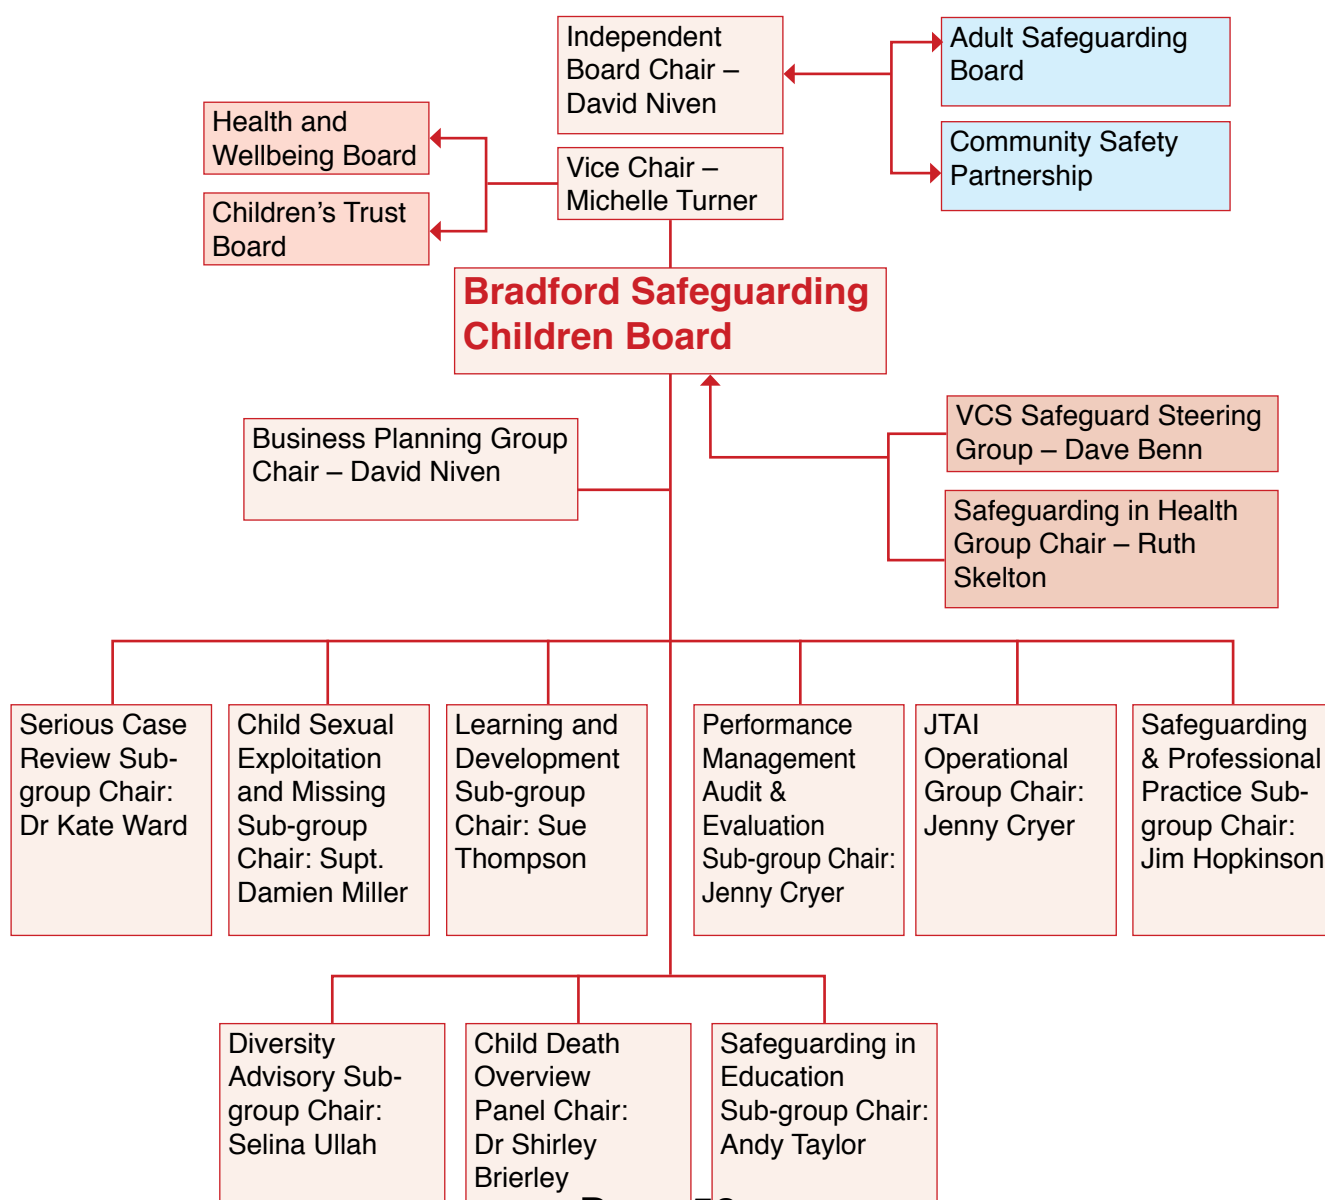 Independent
Board Chair –
David Niven
Adult Safeguarding
Board
Community Safety
Partnership
Health and
Wellbeing Board
Children’s Trust
Board
Vice Chair –
Michelle Turner
Bradford Safeguarding
Children Board
Business Planning Group
Chair – David Niven
VCS Safeguard Steering
Group – Dave Benn
Safeguarding in Health
Group Chair – Ruth
Skelton
Serious Case
Review Sub-
group Chair:
Dr Kate Ward
Child Sexual
Exploitation
and Missing
Sub-group
Chair: Supt.
Damien Miller
Learning and
Development
Sub-group
Chair: Sue
Thompson
Performance
Management
Audit &
Evaluation
Sub-group Chair:
Jenny Cryer
JTAI
Operational
Group Chair:
Jenny Cryer
Safeguarding
& Professional
Practice Sub-
group Chair:
Jim Hopkinson
Diversity
Advisory Sub-
group Chair:
Selina Ullah
Child Death
Overview
Panel Chair:
Dr Shirley
Brierley
Safeguarding in
Education
Sub-group Chair:
Andy Taylor